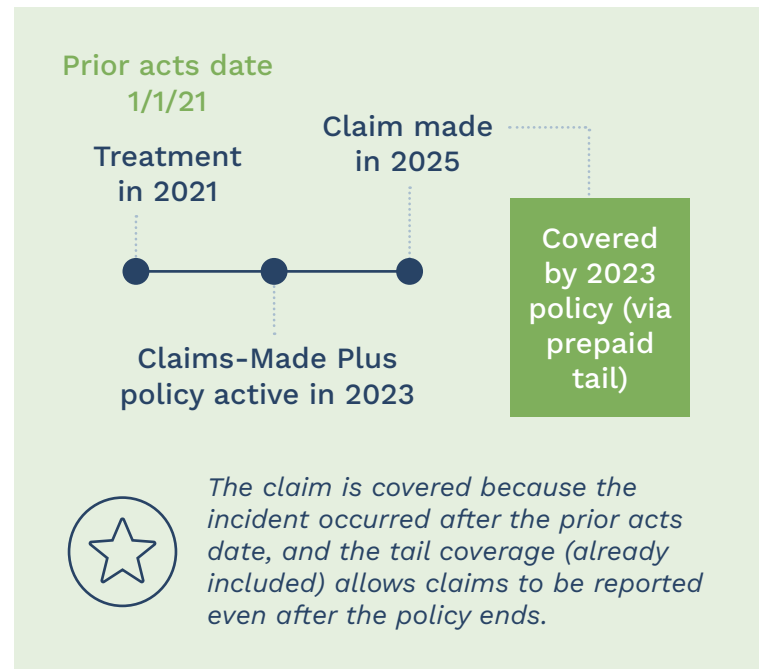 Prior acts date
1/1/21
Treatment
in 2021
Claim made
in 2025
Claims-Made Plus
policy active in 2023
Covered
by 2023
policy (via
prepaid
tail)
The claim is covered because the
incident occurred after the prior acts
date, and the tail coverage (already
included) allows claims to be reported
even after the policy ends.